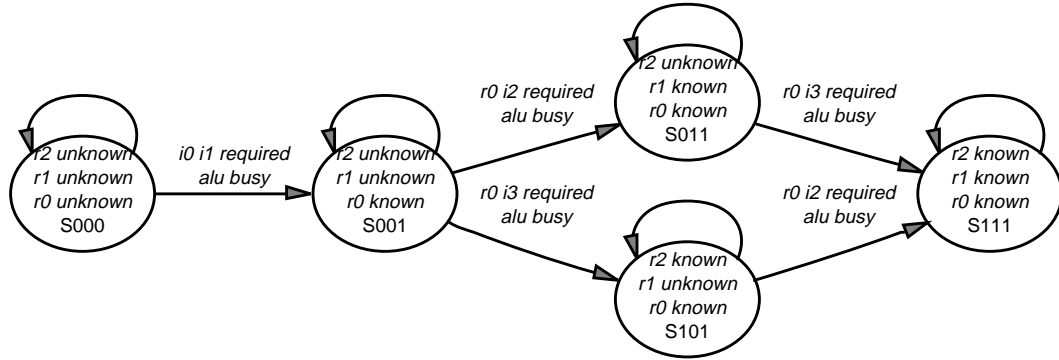 r2 unknown
r1 unknown
r0 unknown
S000
i0 i1 required
alu busy
r2 unknown
r1 unknown
r0 known
S001
r0 i2 required
alu busy
r0 i3 required
alu busy
r2 unknown
r1 known
r0 known
S011
r2 known
r1 unknown
r0 known
S101
r0 i3 required
alu busy
r0 i2 required
alu busy
r2 known
r1 known
r0 known
S111